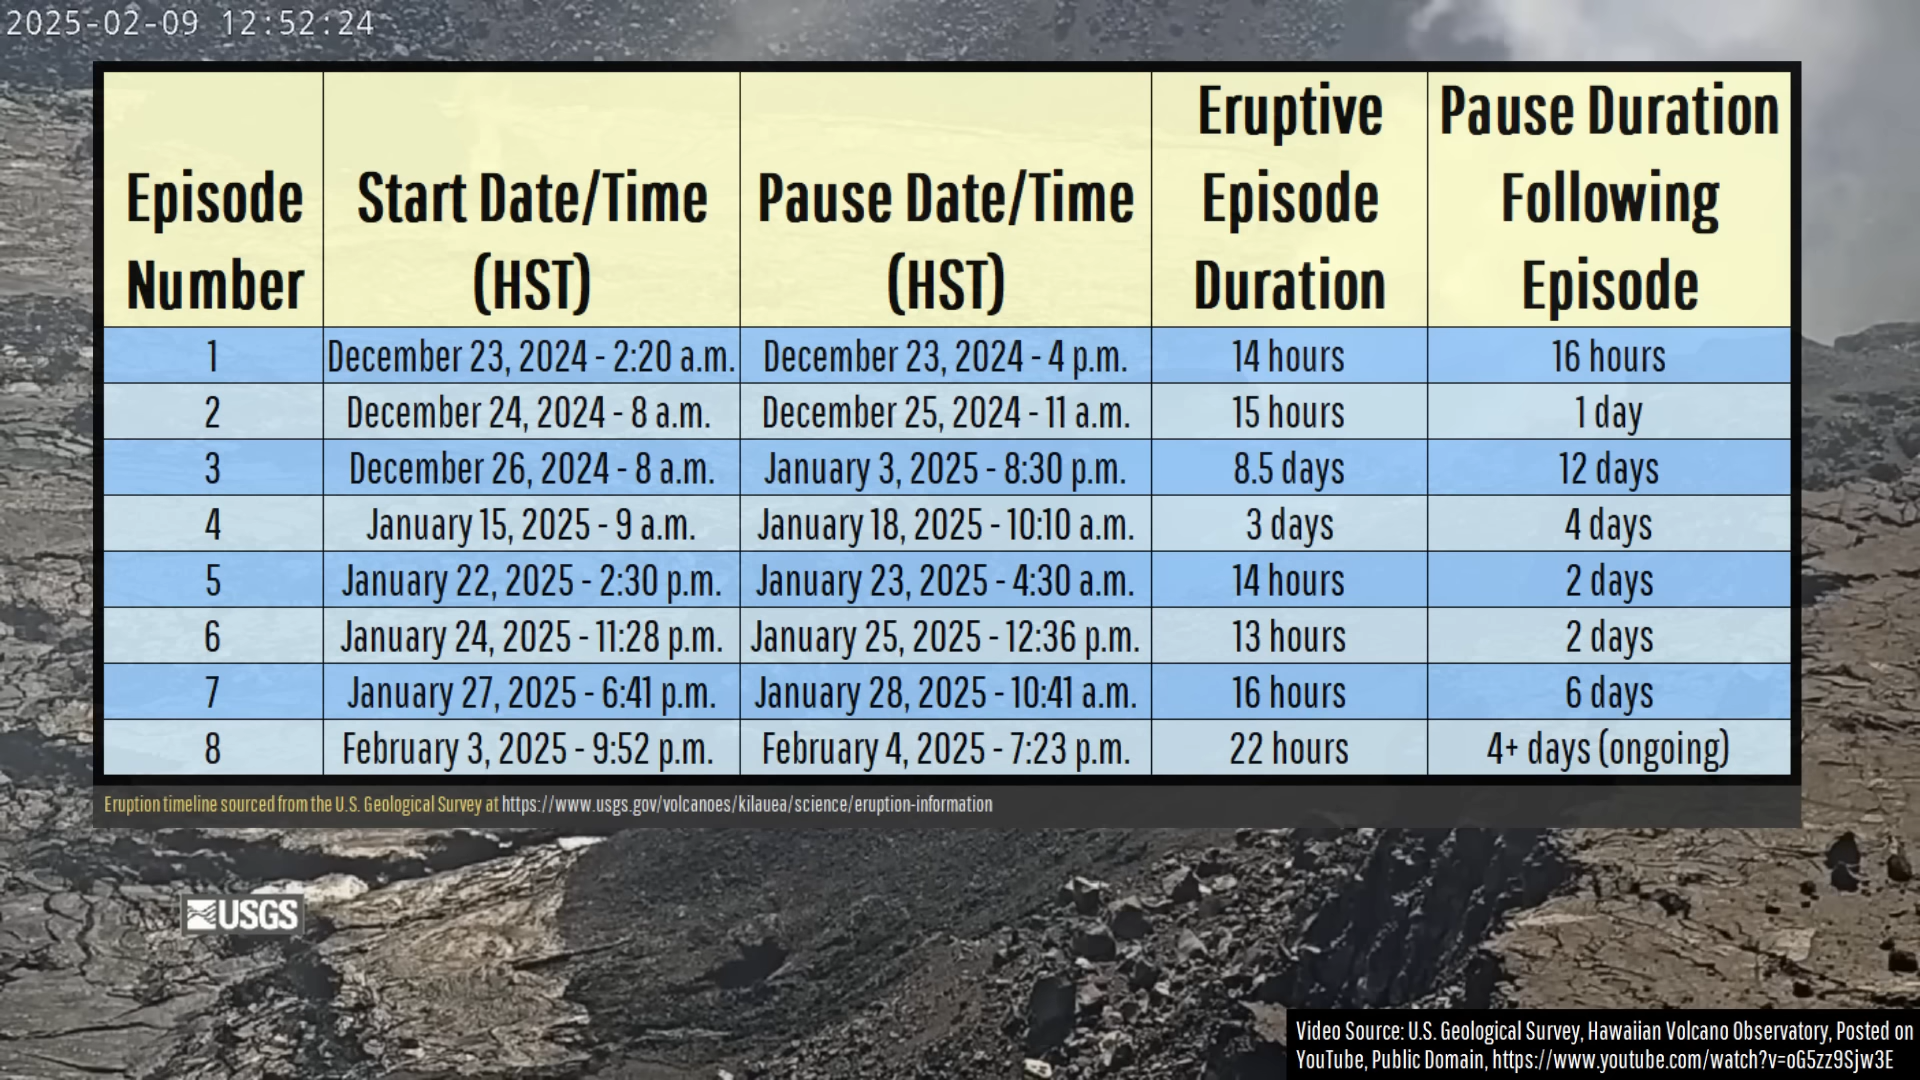 2025-02-09 12:52:24
Episode Number | Start Date/Time (HST) | Pause Date/Time (HST) | Eruptive Episode Duration | Pause Duration Following Episode
1 | December 23, 2024 - 2:20 a.m. | December 23, 2024 - 4 p.m. | 14 hours | 16 hours
2 | December 24, 2024 - 8 a.m. | December 25, 2024 - 11 a.m. | 15 hours | 1 day
3 | December 26, 2024 - 8 a.m. | January 3, 2025 - 8:30 p.m. | 8.5 days | 12 days
4 | January 15, 2025 - 9 a.m. | January 18, 2025 - 10:10 a.m. | 3 days | 4 days
5 | January 22, 2025 - 2:30 p.m. | January 23, 2025 - 4:30 a.m. | 14 hours | 2 days
6 | January 24, 2025 - 11:28 p.m. | January 25, 2025 - 12:36 p.m. | 13 hours | 2 days
7 | January 27, 2025 - 6:41 p.m. | January 28, 2025 - 10:41 a.m. | 16 hours | 6 days
8 | February 3, 2025 - 9:52 p.m. | February 4, 2025 - 7:23 p.m. | 22 hours | 4+ days (ongoing)
Eruption timeline sourced from the U.S. Geological Survey at https://www.usgs.gov/volcanoes/kilauea/science/eruption-information
USGS
Video Source: U.S. Geological Survey, Hawaiian Volcano Observatory, Posted on
YouTube, Public Domain, https://www.youtube.com/watch?v=oG5zz9Sjw3E